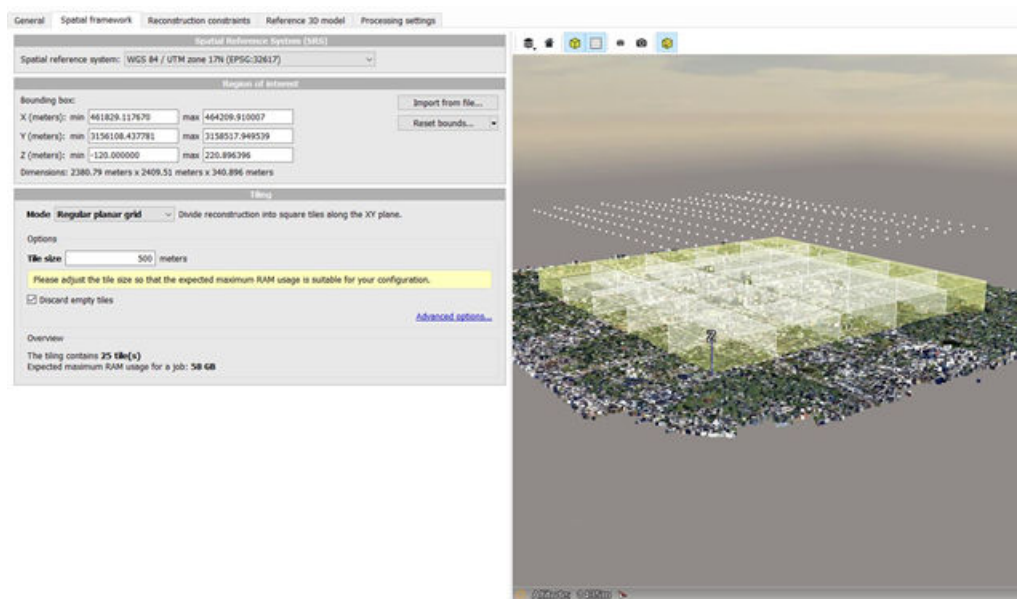 General Spatial framework Reconstruction constraints Reference 3D model Processing settings
Spatial Reference System (SRS)
Spatial reference system: WGS 84 / UTM zone 17N (EPSG:32617)
Region of interest
Bounding box:
Import from file...
X (meters): min 461829.117670 max 464209.910007
Reset bounds...
Y (meters): min 3156108.437781 max 3158517.949539
Z (meters): min -120.000000 max 220.896396
Dimensions: 2380.79 meters x 2409.51 meters x 340.896 meters
Tiling
Mode Regular planar grid Divide reconstruction into square tiles along the XY plane.
Options
Tile size 500 meters
Please adjust the tile size so that the expected maximum RAM usage is suitable for your configuration.
Discard empty tiles
Advanced options...
Overview
The tiling contains 25 tile(s)
Expected maximum RAM usage for a job: 58 GB
Altitude: